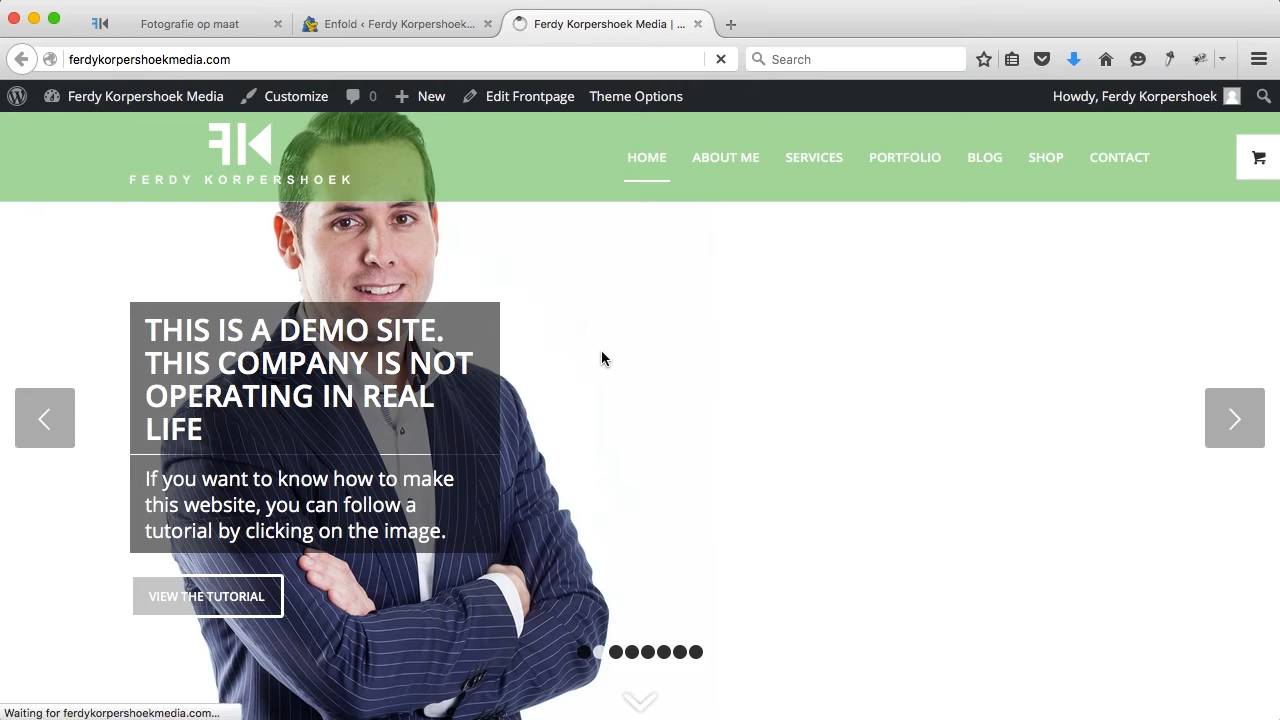 Fotografie op maat
Enfold ‹ Ferdy Korpershoek...
Ferdy Korpershoek Media | ...
ferdykorpershoekmedia.com
Search
Ferdy Korpershoek Media
Customize
0
New
Edit Frontpage
Theme Options
Howdy, Ferdy Korpershoek
FK
FERDY KORPERSHOEK
HOME
ABOUT ME
SERVICES
PORTFOLIO
BLOG
SHOP
CONTACT
THIS IS A DEMO SITE.
THIS COMPANY IS NOT
OPERATING IN REAL
LIFE
If you want to know how to make
this website, you can follow a
tutorial by clicking on the image.
VIEW THE TUTORIAL
Waiting for ferdykorpershoekmedia.com...